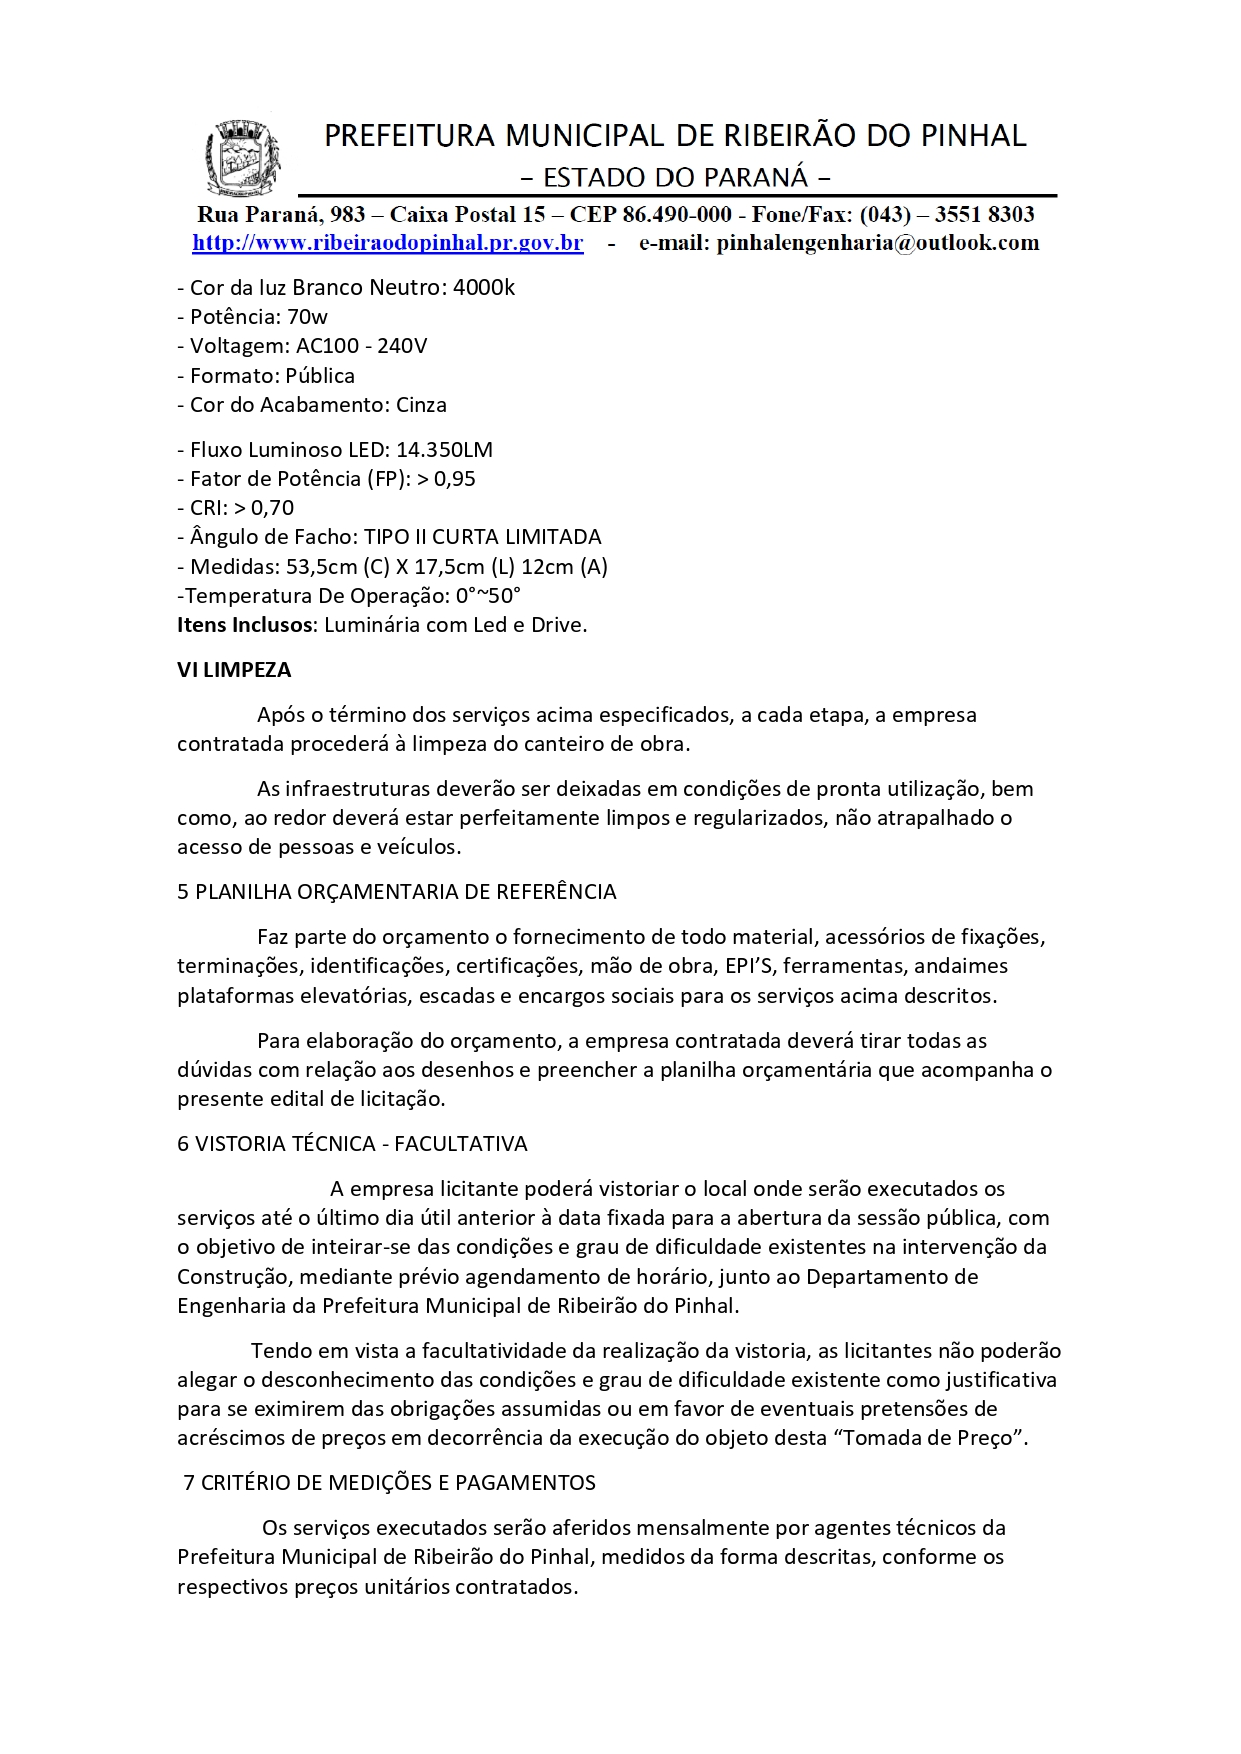 PREFEITURA MUNICIPAL DE RIBEIRÃO DO PINHAL
– ESTADO DO PARANÁ –
Rua Paraná, 983 – Caixa Postal 15 – CEP 86.490-000 - Fone/Fax: (043) – 3551 8303
http://www.ribeiraodopinhal.pr.gov.br - e-mail: pinhalengenharia@outlook.com
- Cor da luz Branco Neutro: 4000k
- Potência: 70w
- Voltagem: AC100 - 240V
- Formato: Pública
- Cor do Acabamento: Cinza
- Fluxo Luminoso LED: 14.350LM
- Fator de Potência (FP): > 0,95
- CRI: > 0,70
- Ângulo de Facho: TIPO II CURTA LIMITADA
- Medidas: 53,5cm (C) X 17,5cm (L) 12cm (A)
-Temperatura De Operação: 0°~50°
Itens Inclusos: Luminária com Led e Drive.
VI LIMPEZA
Após o término dos serviços acima especificados, a cada etapa, a empresa
contratada procederá à limpeza do canteiro de obra.
As infraestruturas deverão ser deixadas em condições de pronta utilização, bem
como, ao redor deverá estar perfeitamente limpos e regularizados, não atrapalhado o
acesso de pessoas e veículos.
5 PLANILHA ORÇAMENTARIA DE REFERÊNCIA
Faz parte do orçamento o fornecimento de todo material, acessórios de fixações,
terminações, identificações, certificações, mão de obra, EPI’S, ferramentas, andaimes
plataformas elevatórias, escadas e encargos sociais para os serviços acima descritos.
Para elaboração do orçamento, a empresa contratada deverá tirar todas as
dúvidas com relação aos desenhos e preencher a planilha orçamentária que acompanha o
presente edital de licitação.
6 VISTORIA TÉCNICA - FACULTATIVA
A empresa licitante poderá vistoriar o local onde serão executados os
serviços até o último dia útil anterior à data fixada para a abertura da sessão pública, com
o objetivo de inteirar-se das condições e grau de dificuldade existentes na intervenção da
Construção, mediante prévio agendamento de horário, junto ao Departamento de
Engenharia da Prefeitura Municipal de Ribeirão do Pinhal.
Tendo em vista a facultatividade da realização da vistoria, as licitantes não poderão
alegar o desconhecimento das condições e grau de dificuldade existente como justificativa
para se eximirem das obrigações assumidas ou em favor de eventuais pretensões de
acréscimos de preços em decorrência da execução do objeto desta “Tomada de Preço”.
7 CRITÉRIO DE MEDIÇÕES E PAGAMENTOS
Os serviços executados serão aferidos mensalmente por agentes técnicos da
Prefeitura Municipal de Ribeirão do Pinhal, medidos da forma descritas, conforme os
respectivos preços unitários contratados.